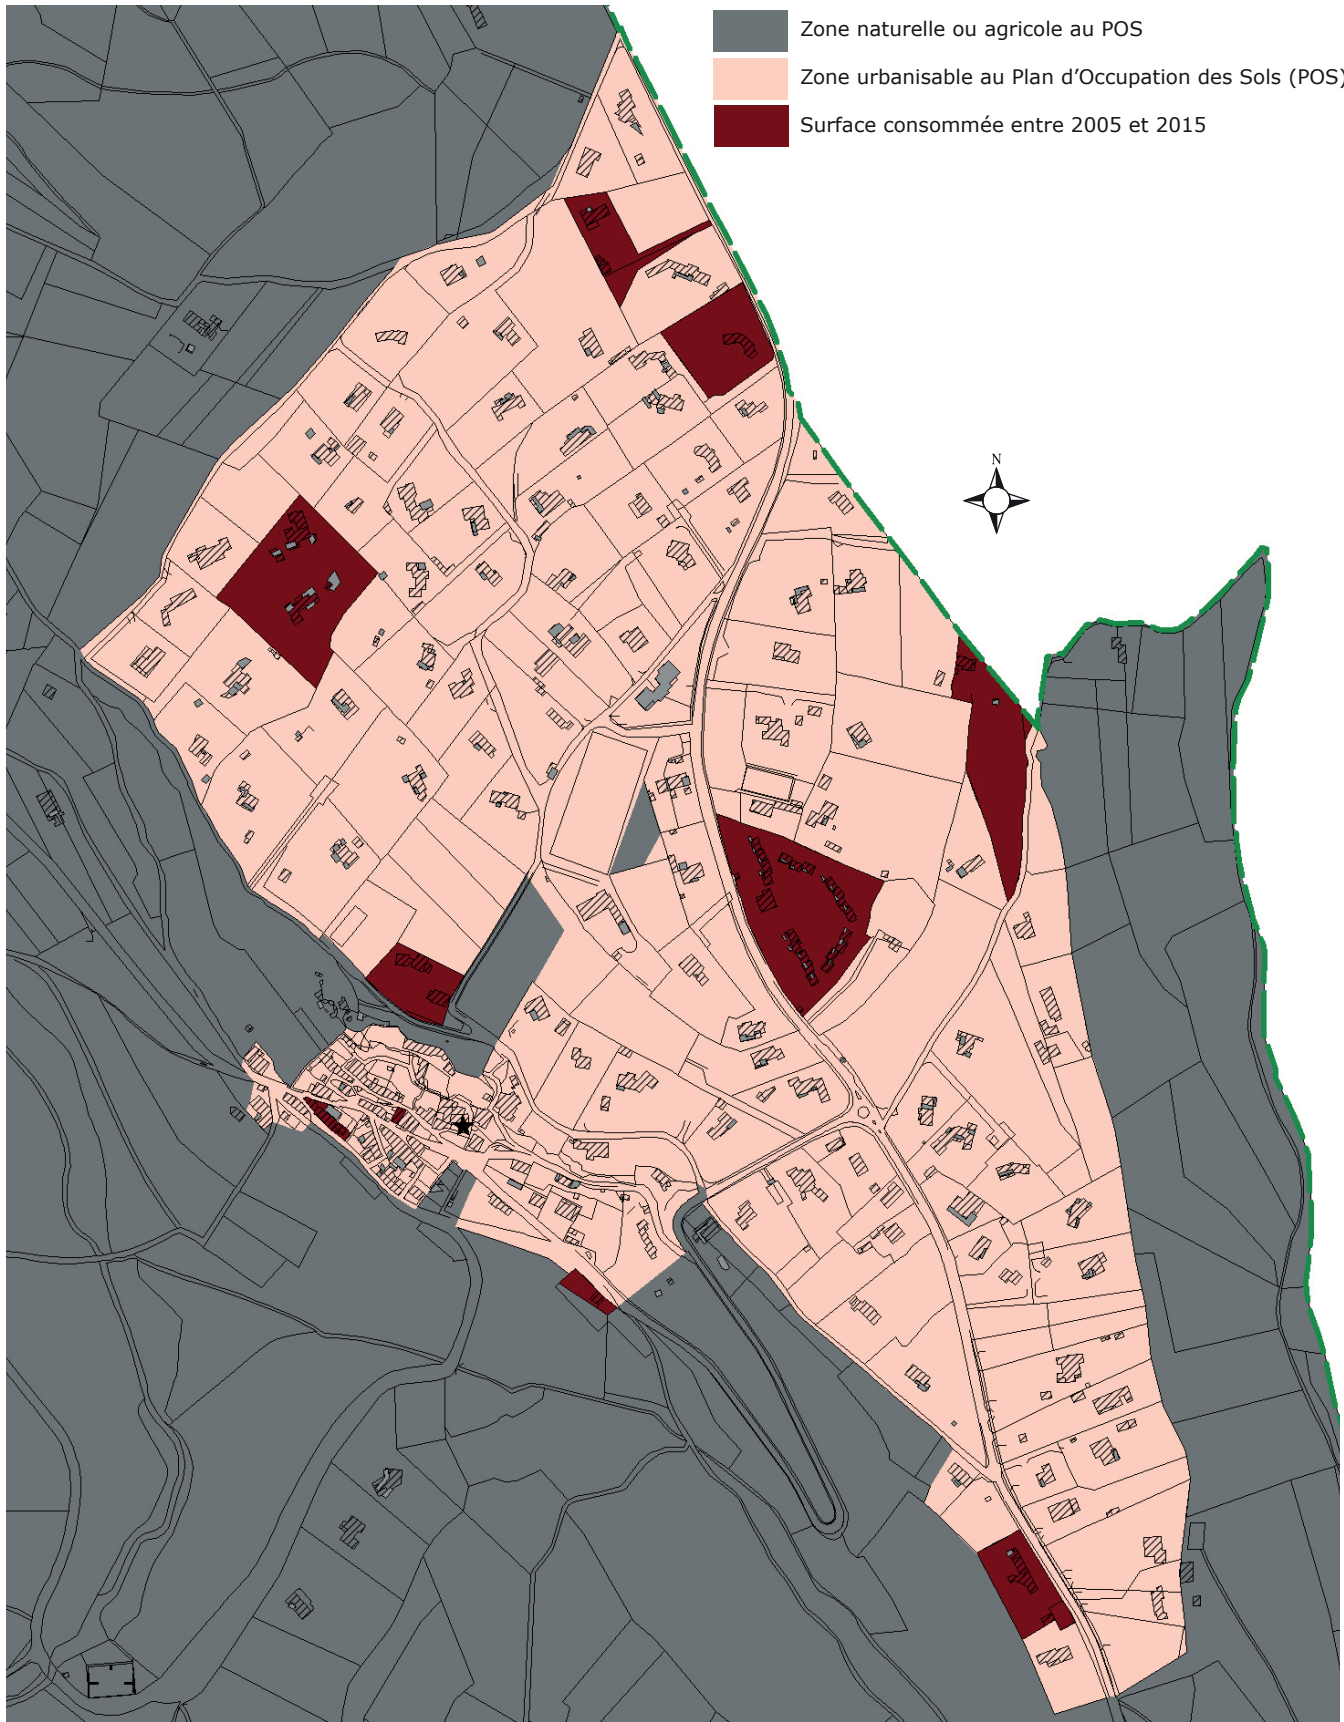 Zone naturelle ou agricole au POS
Zone urbanisable au Plan d’Occupation des Sols (POS)
Surface consommée entre 2005 et 2015
N